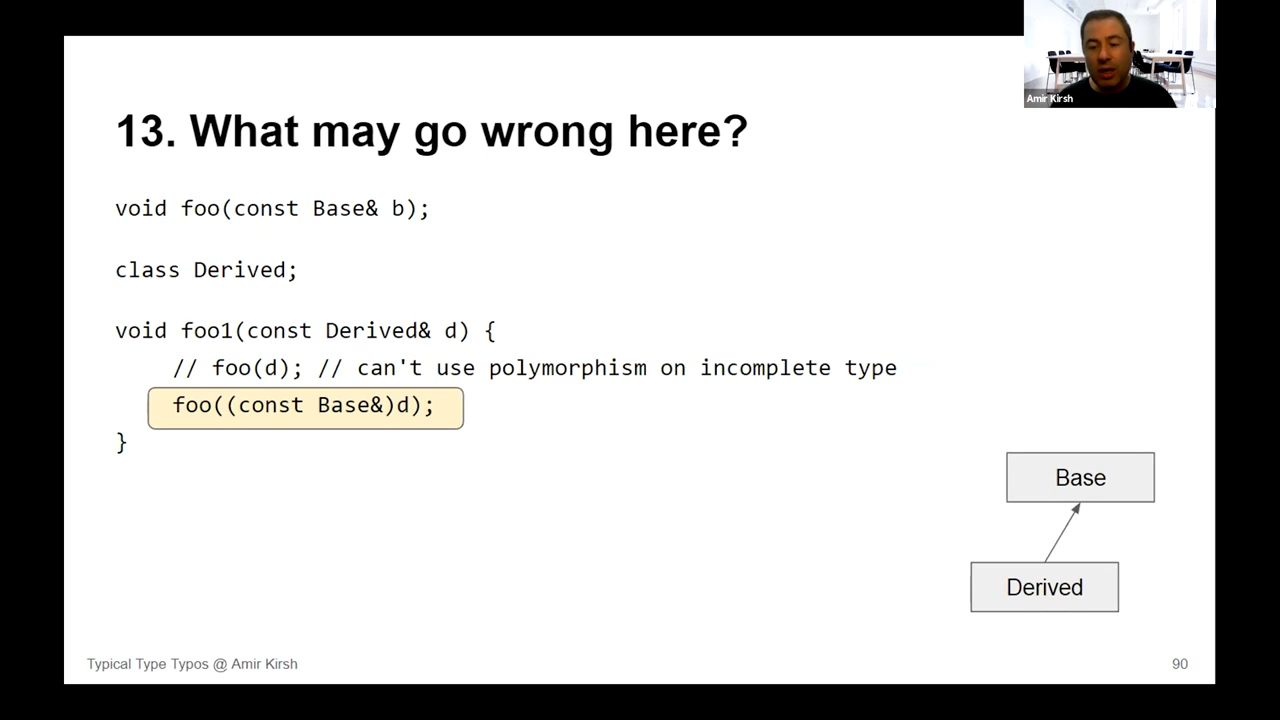 Amir Kirsh
13. What may go wrong here?
void foo(const Base& b);
class Derived;
void foo1(const Derived& d) {
// foo(d); // can't use polymorphism on incomplete type
foo((const Base&)d);
}
Base
Derived
Typical Type Typos @ Amir Kirsh
90